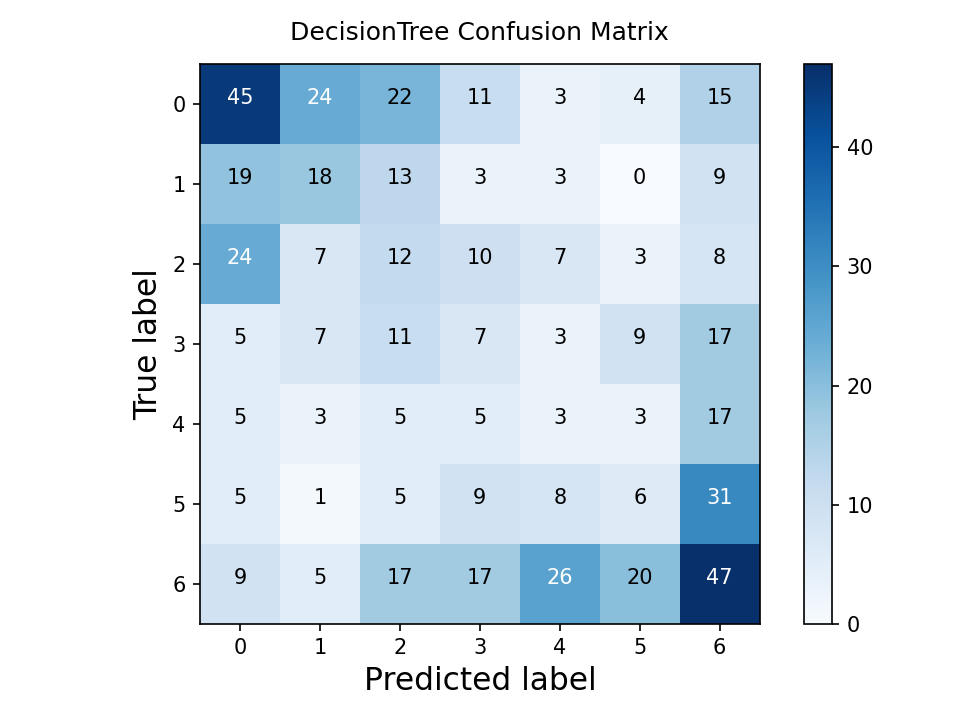 DecisionTree Confusion Matrix
0 45 24 22 11 3 4 15
1 19 18 13 3 3 0 9
2 24 7 12 10 7 3 8
3 5 7 11 7 3 9 17
4 5 3 5 5 3 3 17
5 5 1 5 9 8 6 31
6 9 5 17 17 26 20 47
0 1 2 3 4 5 6
Predicted label
True label
40
30
20
10
0